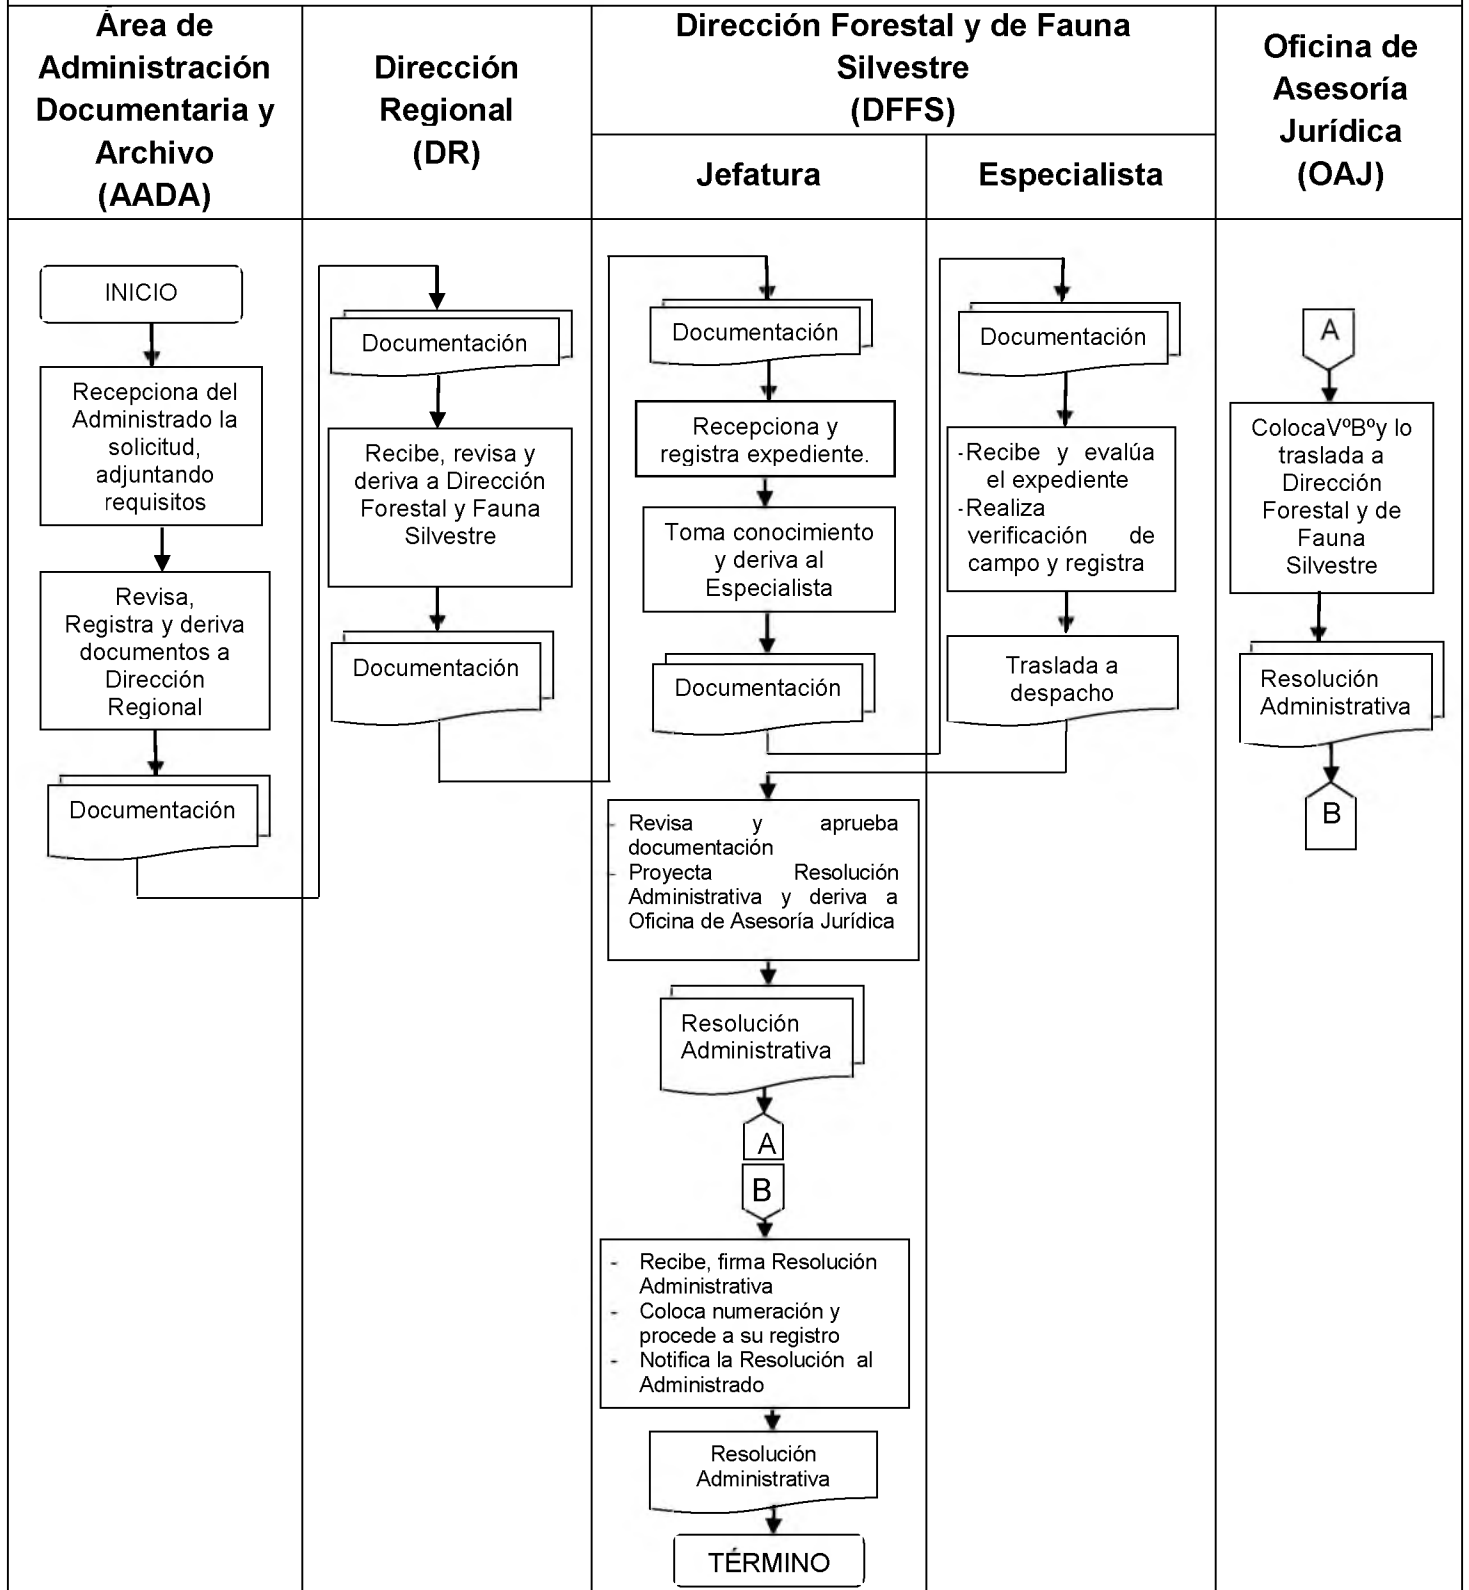 Área de
Administración
Documentaria y
Archivo
(AADA)
Dirección
Regional
(DR)
Dirección Forestal y de Fauna
Silvestre
(DFFS)
Jefatura
Especialista
Oficina de
Asesoría
Jurídica
(OAJ)
INICIO
Recepciona del
Administrado la
solicitud,
adjuntando
requisitos
Revisa,
Registra y deriva
documentos a
Dirección
Regional
Documentación
Documentación
Recibe, revisa y
deriva a Dirección
Forestal y Fauna
Silvestre
Documentación
Documentación
Recepciona y
registra expediente.
Toma conocimiento
y deriva al
Especialista
Documentación
Documentación
-Recibe y evalúa
el expediente
-Realiza
verificación de
campo y registra
Traslada a
despacho
- Revisa y aprueba
documentación
- Proyecta Resolución
Administrativa y deriva a
Oficina de Asesoría Jurídica
Resolución
Administrativa
A
A
ColocaVºBºy lo
traslada a
Dirección
Forestal y de
Fauna
Silvestre
Resolución
Administrativa
B
B
- Recibe, firma Resolución
Administrativa
- Coloca numeración y
procede a su registro
- Notifica la Resolución al
Administrado
Resolución
Administrativa
TÉRMINO